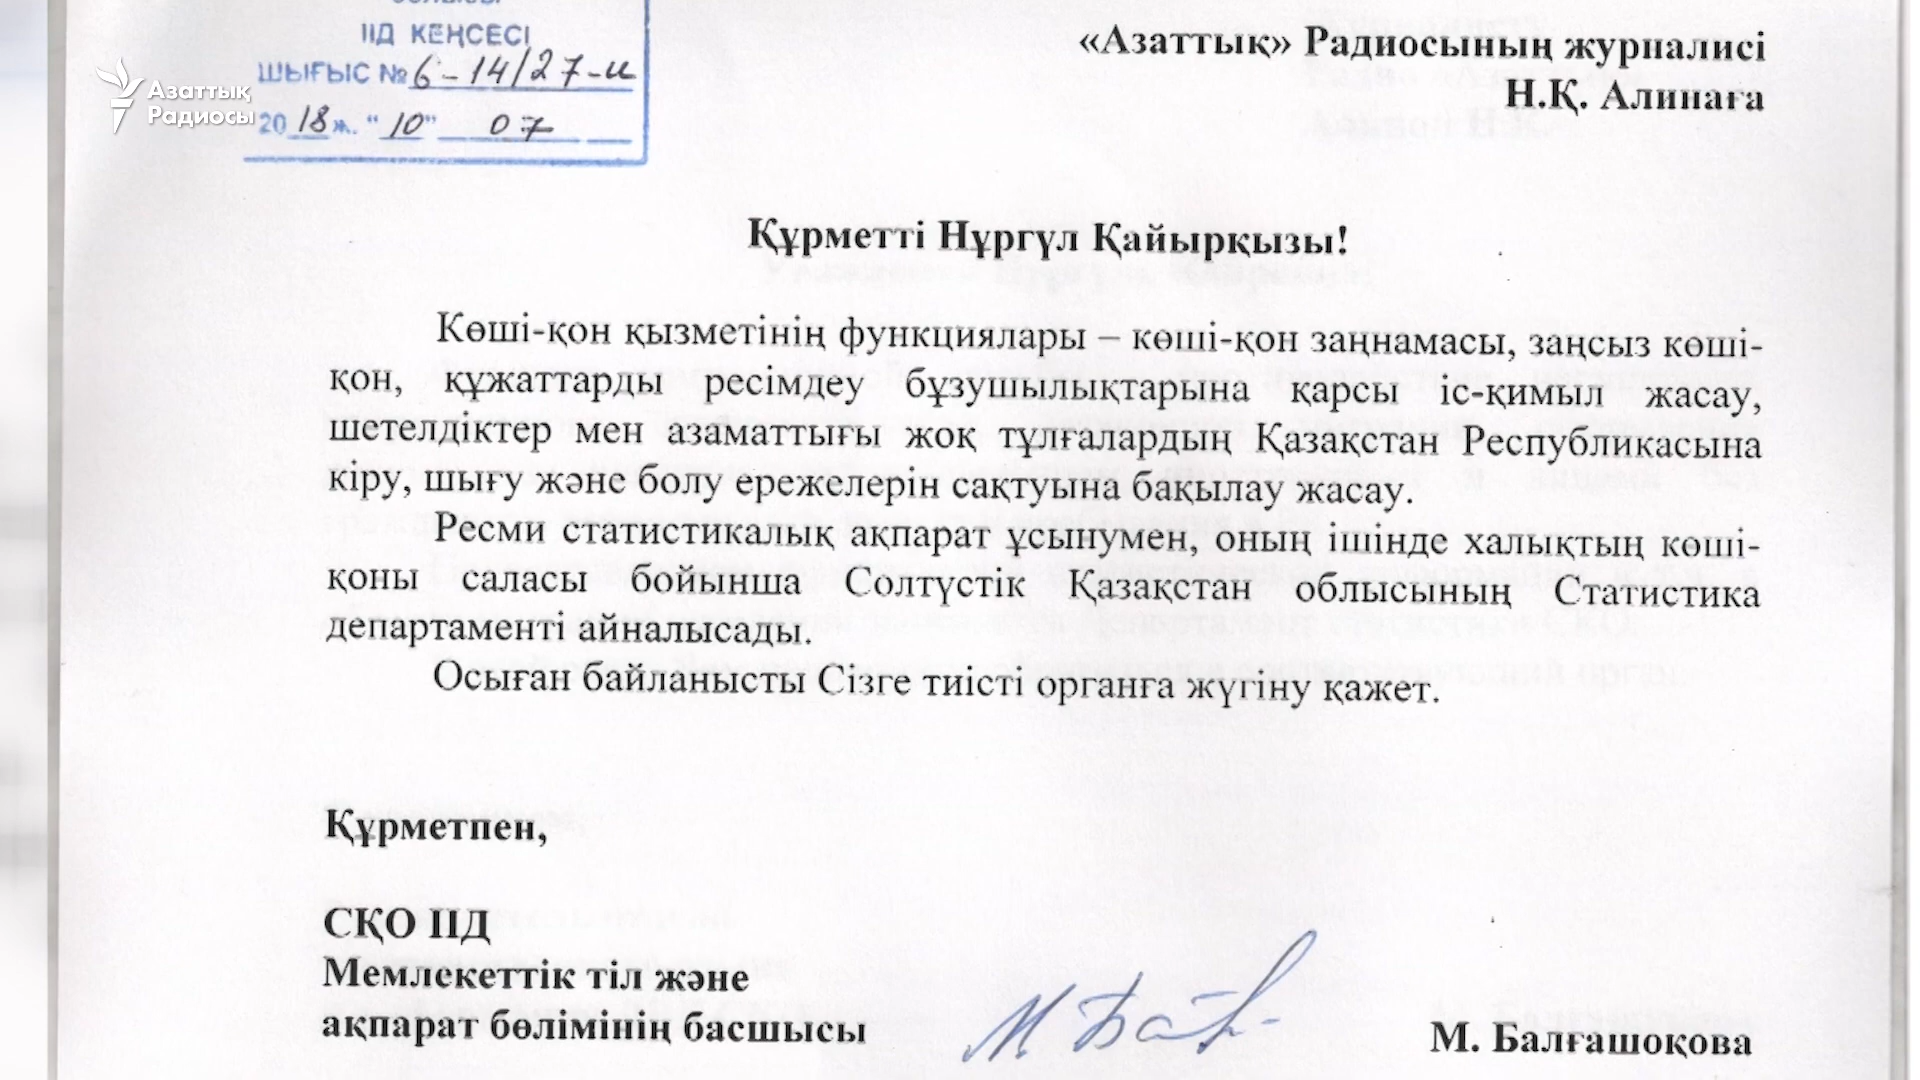 ІІД КЕҢСЕСІ
ШЫҒЫС № 6-14/27-и
2018 ж. "10" 07
Азаттық
Радиосы
«Азаттық» Радиосының журналисі
Н.Қ. Алинаға
Құрметті Нұргүл Қайырқызы!
Көші-қон қызметінің функциялары – көші-қон заңнамасы, заңсыз көші-
қон, құжаттарды ресімдеу бұзушылықтарына қарсы іс-қимыл жасау,
шетелдіктер мен азаматтығы жоқ тұлғалардың Қазақстан Республикасына
кіру, шығу және болу ережелерін сақтуына бақылау жасау.
Ресми статистикалық ақпарат ұсынумен, оның ішінде халықтың көші-
қоны саласы бойынша Солтүстік Қазақстан облысының Статистика
департаменті айналысады.
Осыған байланысты Сізге тиісті органға жүгіну қажет.
Құрметпен,
СҚО ІІД
Мемлекеттік тіл және
ақпарат бөлімінің басшысы
М. Балғашоқова